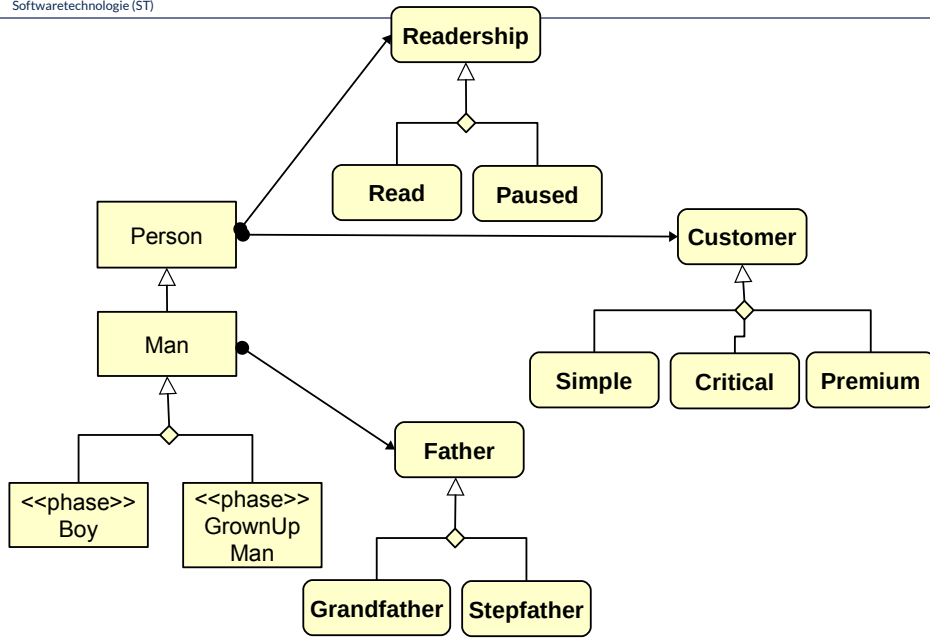 Softwaretechnologie (ST)
Readership
Read
Paused
Person
Customer
Man
Simple
Critical
Premium
Father
<<phase>>
Boy
<<phase>>
GrownUp
Man
Grandfather
Stepfather